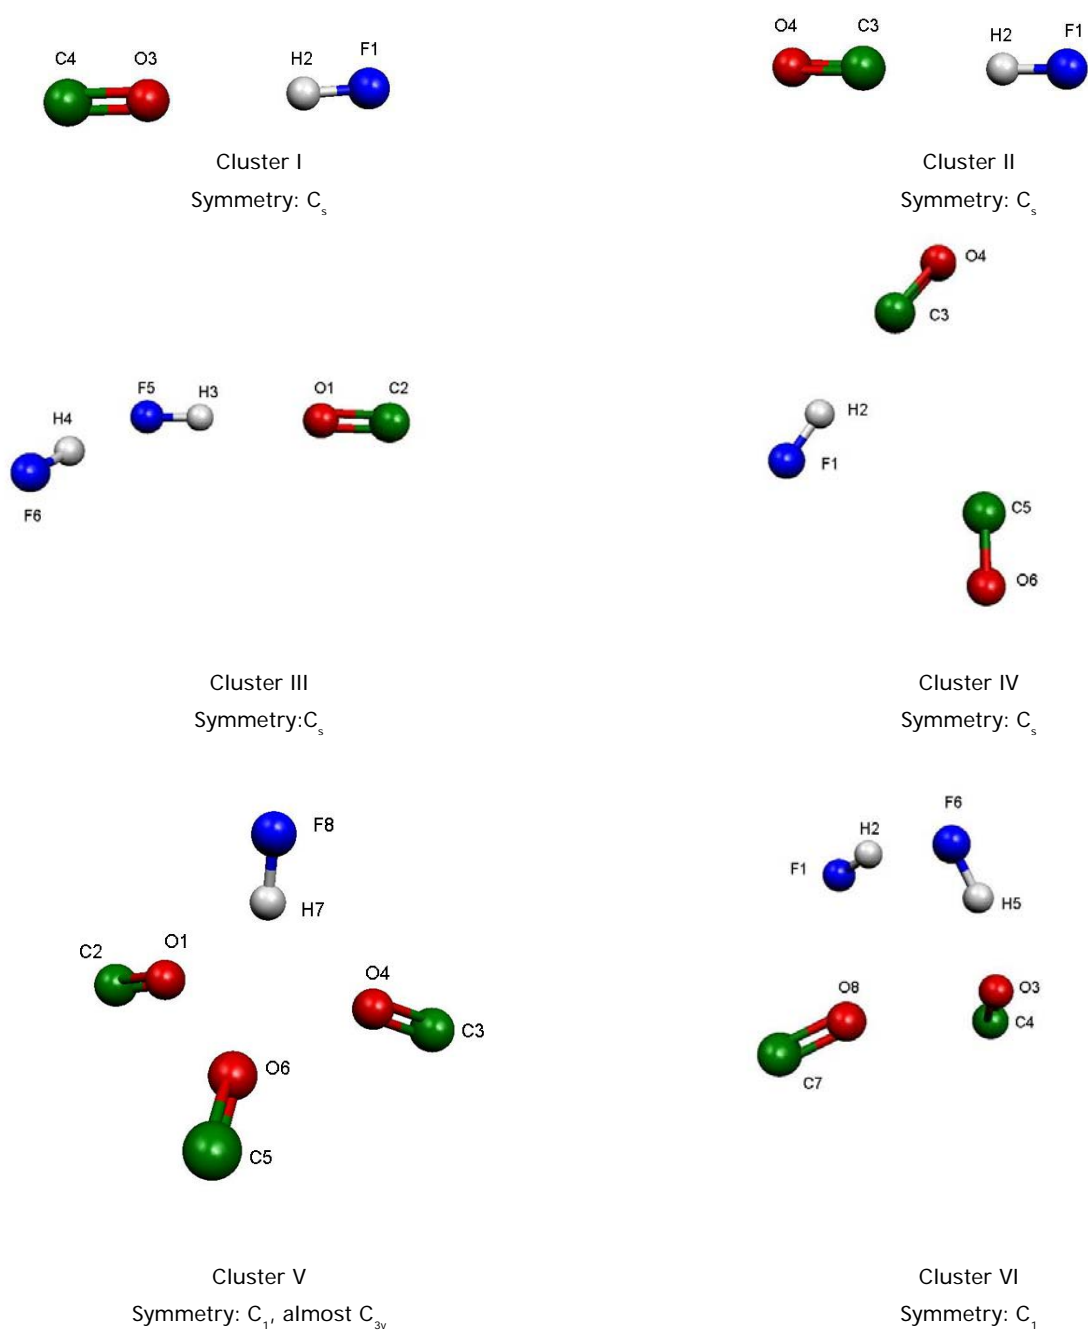 C4 O3 H2 F1
Cluster I
Symmetry: Cₛ
O4 C3 H2 F1
Cluster II
Symmetry: Cₛ
F5 H3 O1 C2
H4
F6
Cluster III
Symmetry:Cₛ
O4
C3
H2
F1
C5
O6
Cluster IV
Symmetry: Cₛ
F8
H7
C2 O1
O4
C3
O6
C5
Cluster V
Symmetry: C₁, almost C₃ᵥ
F6
H2
F1
H5
O8 O3
C4
C7
Cluster VI
Symmetry: C₁